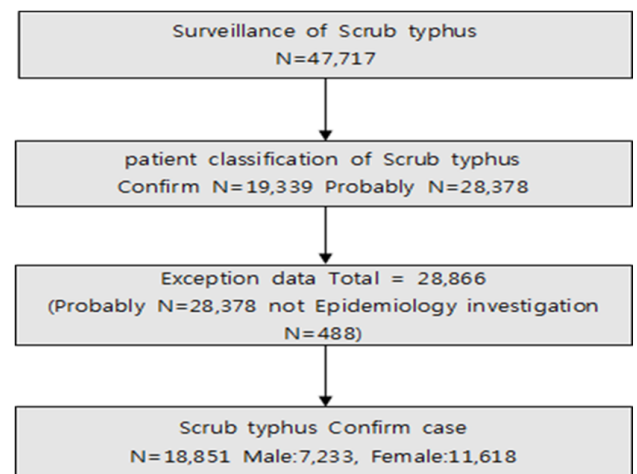 Surveillance of Scrub typhus
N=47,717
patient classification of Scrub typhus
Confirm N=19,339 Probably N=28,378
Exception data Total = 28,866
(Probably N=28,378 not Epidemiology investigation
N=488)
Scrub typhus Confirm case
N=18,851 Male:7,233, Female:11,618